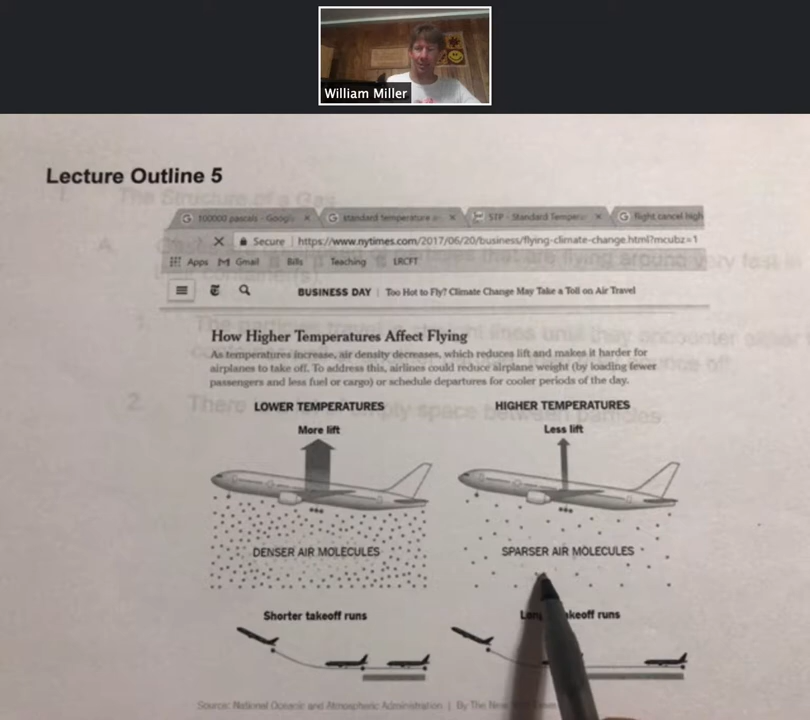 William Miller
Lecture Outline 5
100000 pascals - Googl
standard temperature a
STP - Standard Tempera
flight cancel high
Secure | https://www.nytimes.com/2017/06/20/business/flying-climate-change.html?mcubz=1
Apps Gmail Bills Teaching LRCFT
BUSINESS DAY | Too Hot to Fly? Climate Change May Take a Toll on Air Travel
How Higher Temperatures Affect Flying
As temperatures increase, air density decreases, which reduces lift and makes it harder for
airplanes to take off. To address this, airlines could reduce airplane weight (by loading fewer
passengers and less fuel or cargo) or schedule departures for cooler periods of the day.
LOWER TEMPERATURES
More lift
DENSER AIR MOLECULES
Shorter takeoff runs
HIGHER TEMPERATURES
Less lift
SPARSER AIR MOLECULES
runs
Source: National Oceanic and Atmospheric Administration | By The New